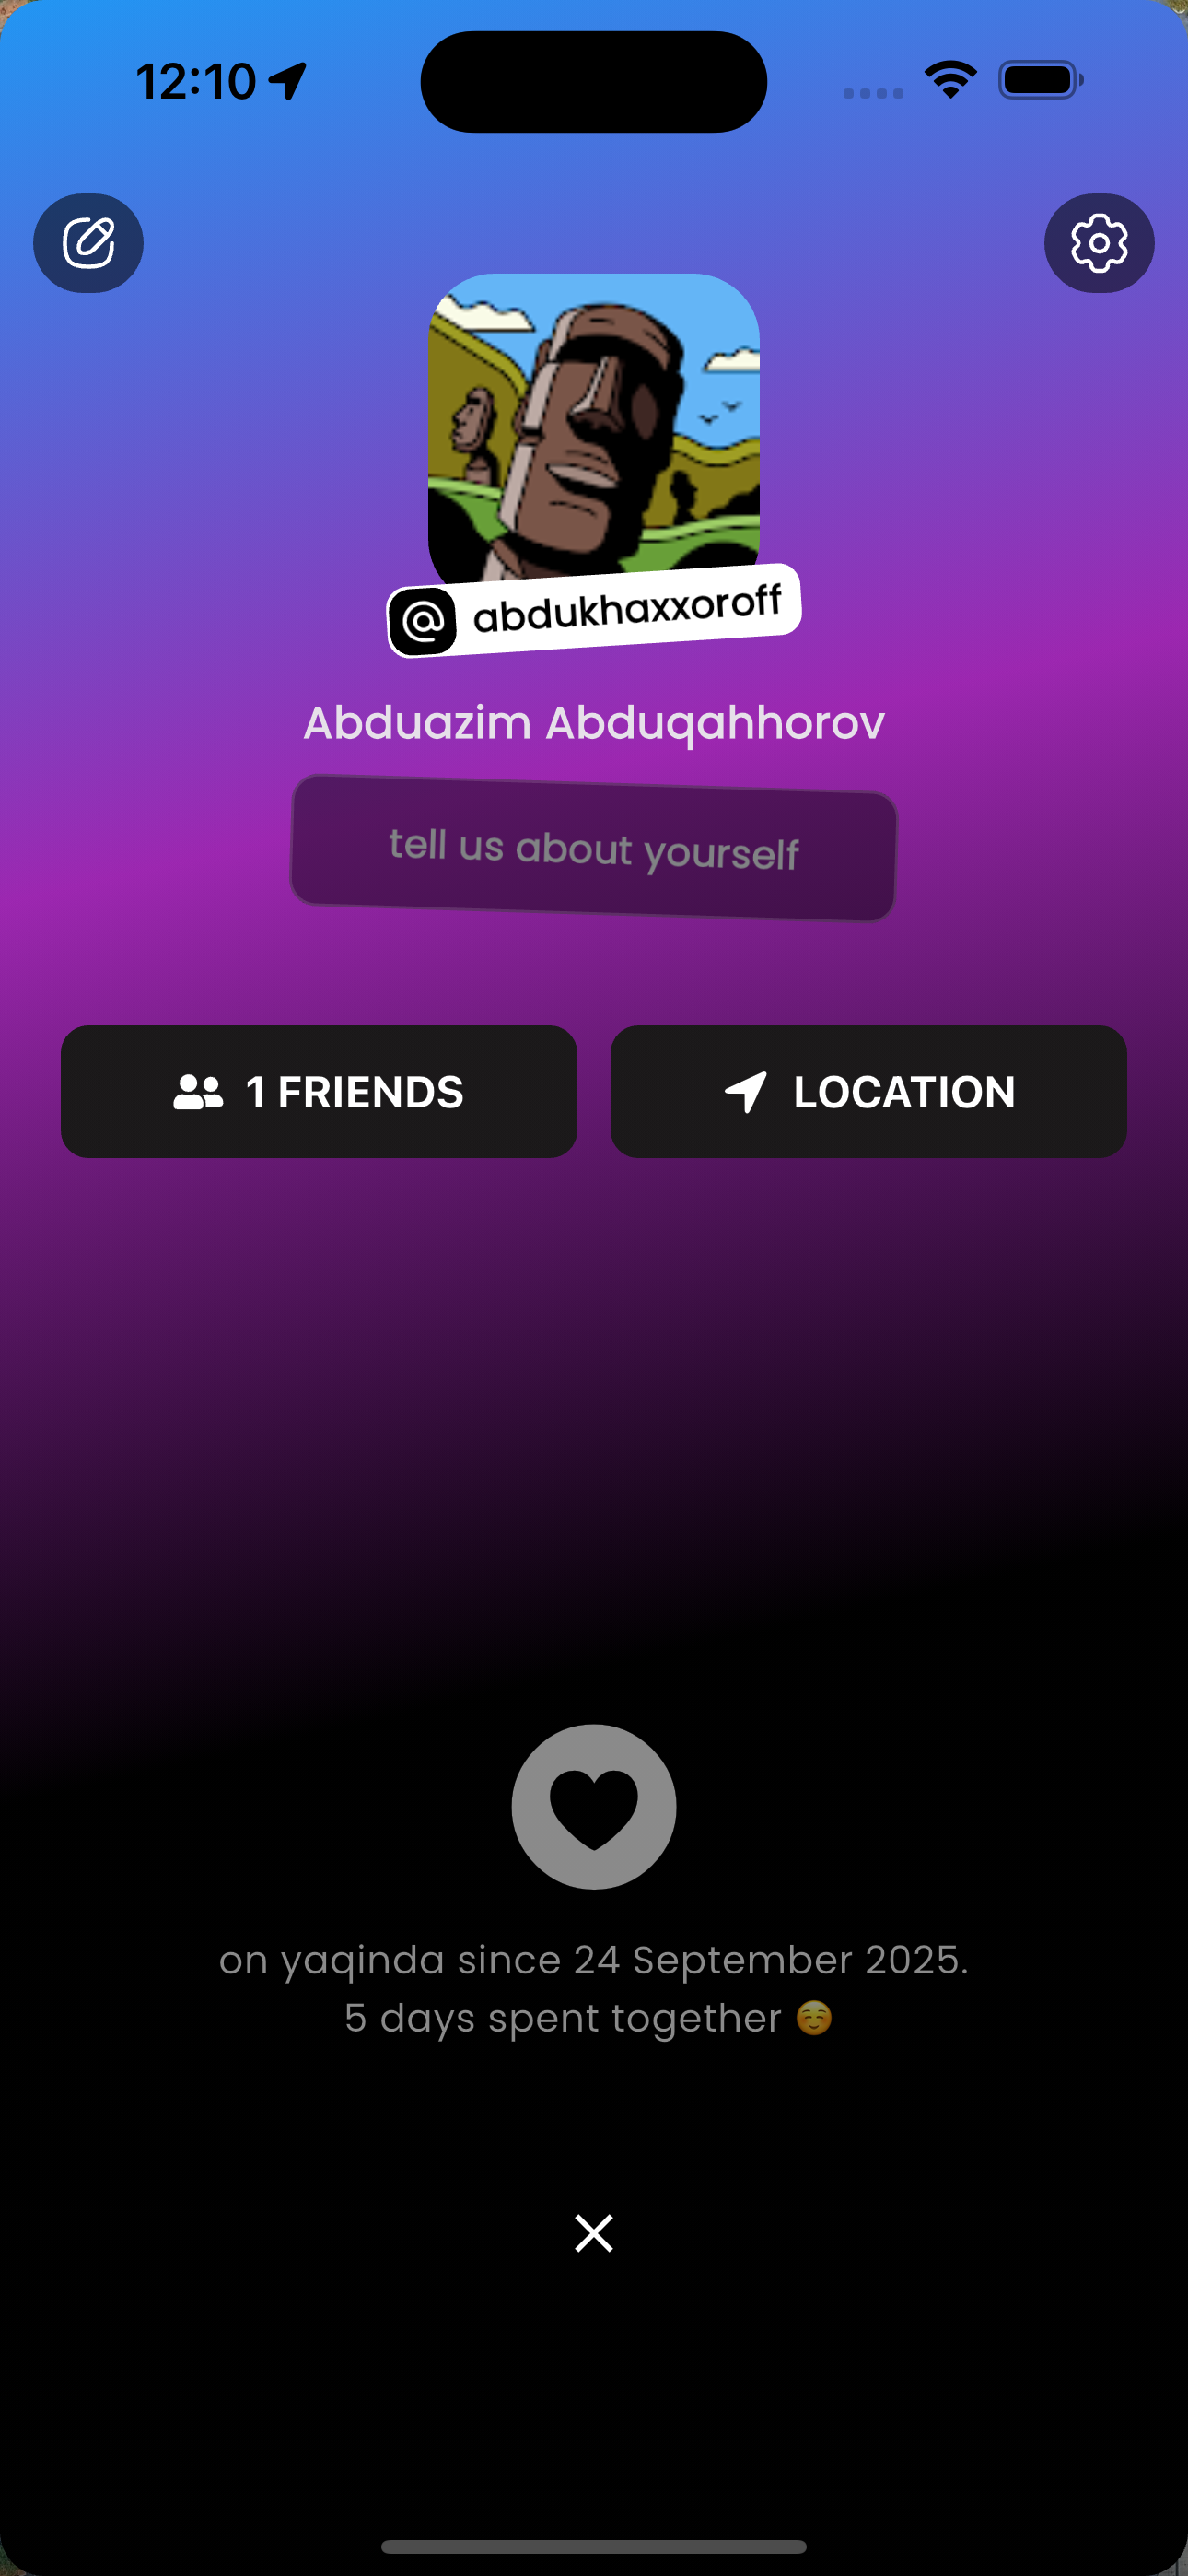 12:10
@ abdukhaxxoroff
Abduazim Abduqahhorov
tell us about yourself
1 FRIENDS
LOCATION
on yaqinda since 24 September 2025.
5 days spent together ☺️